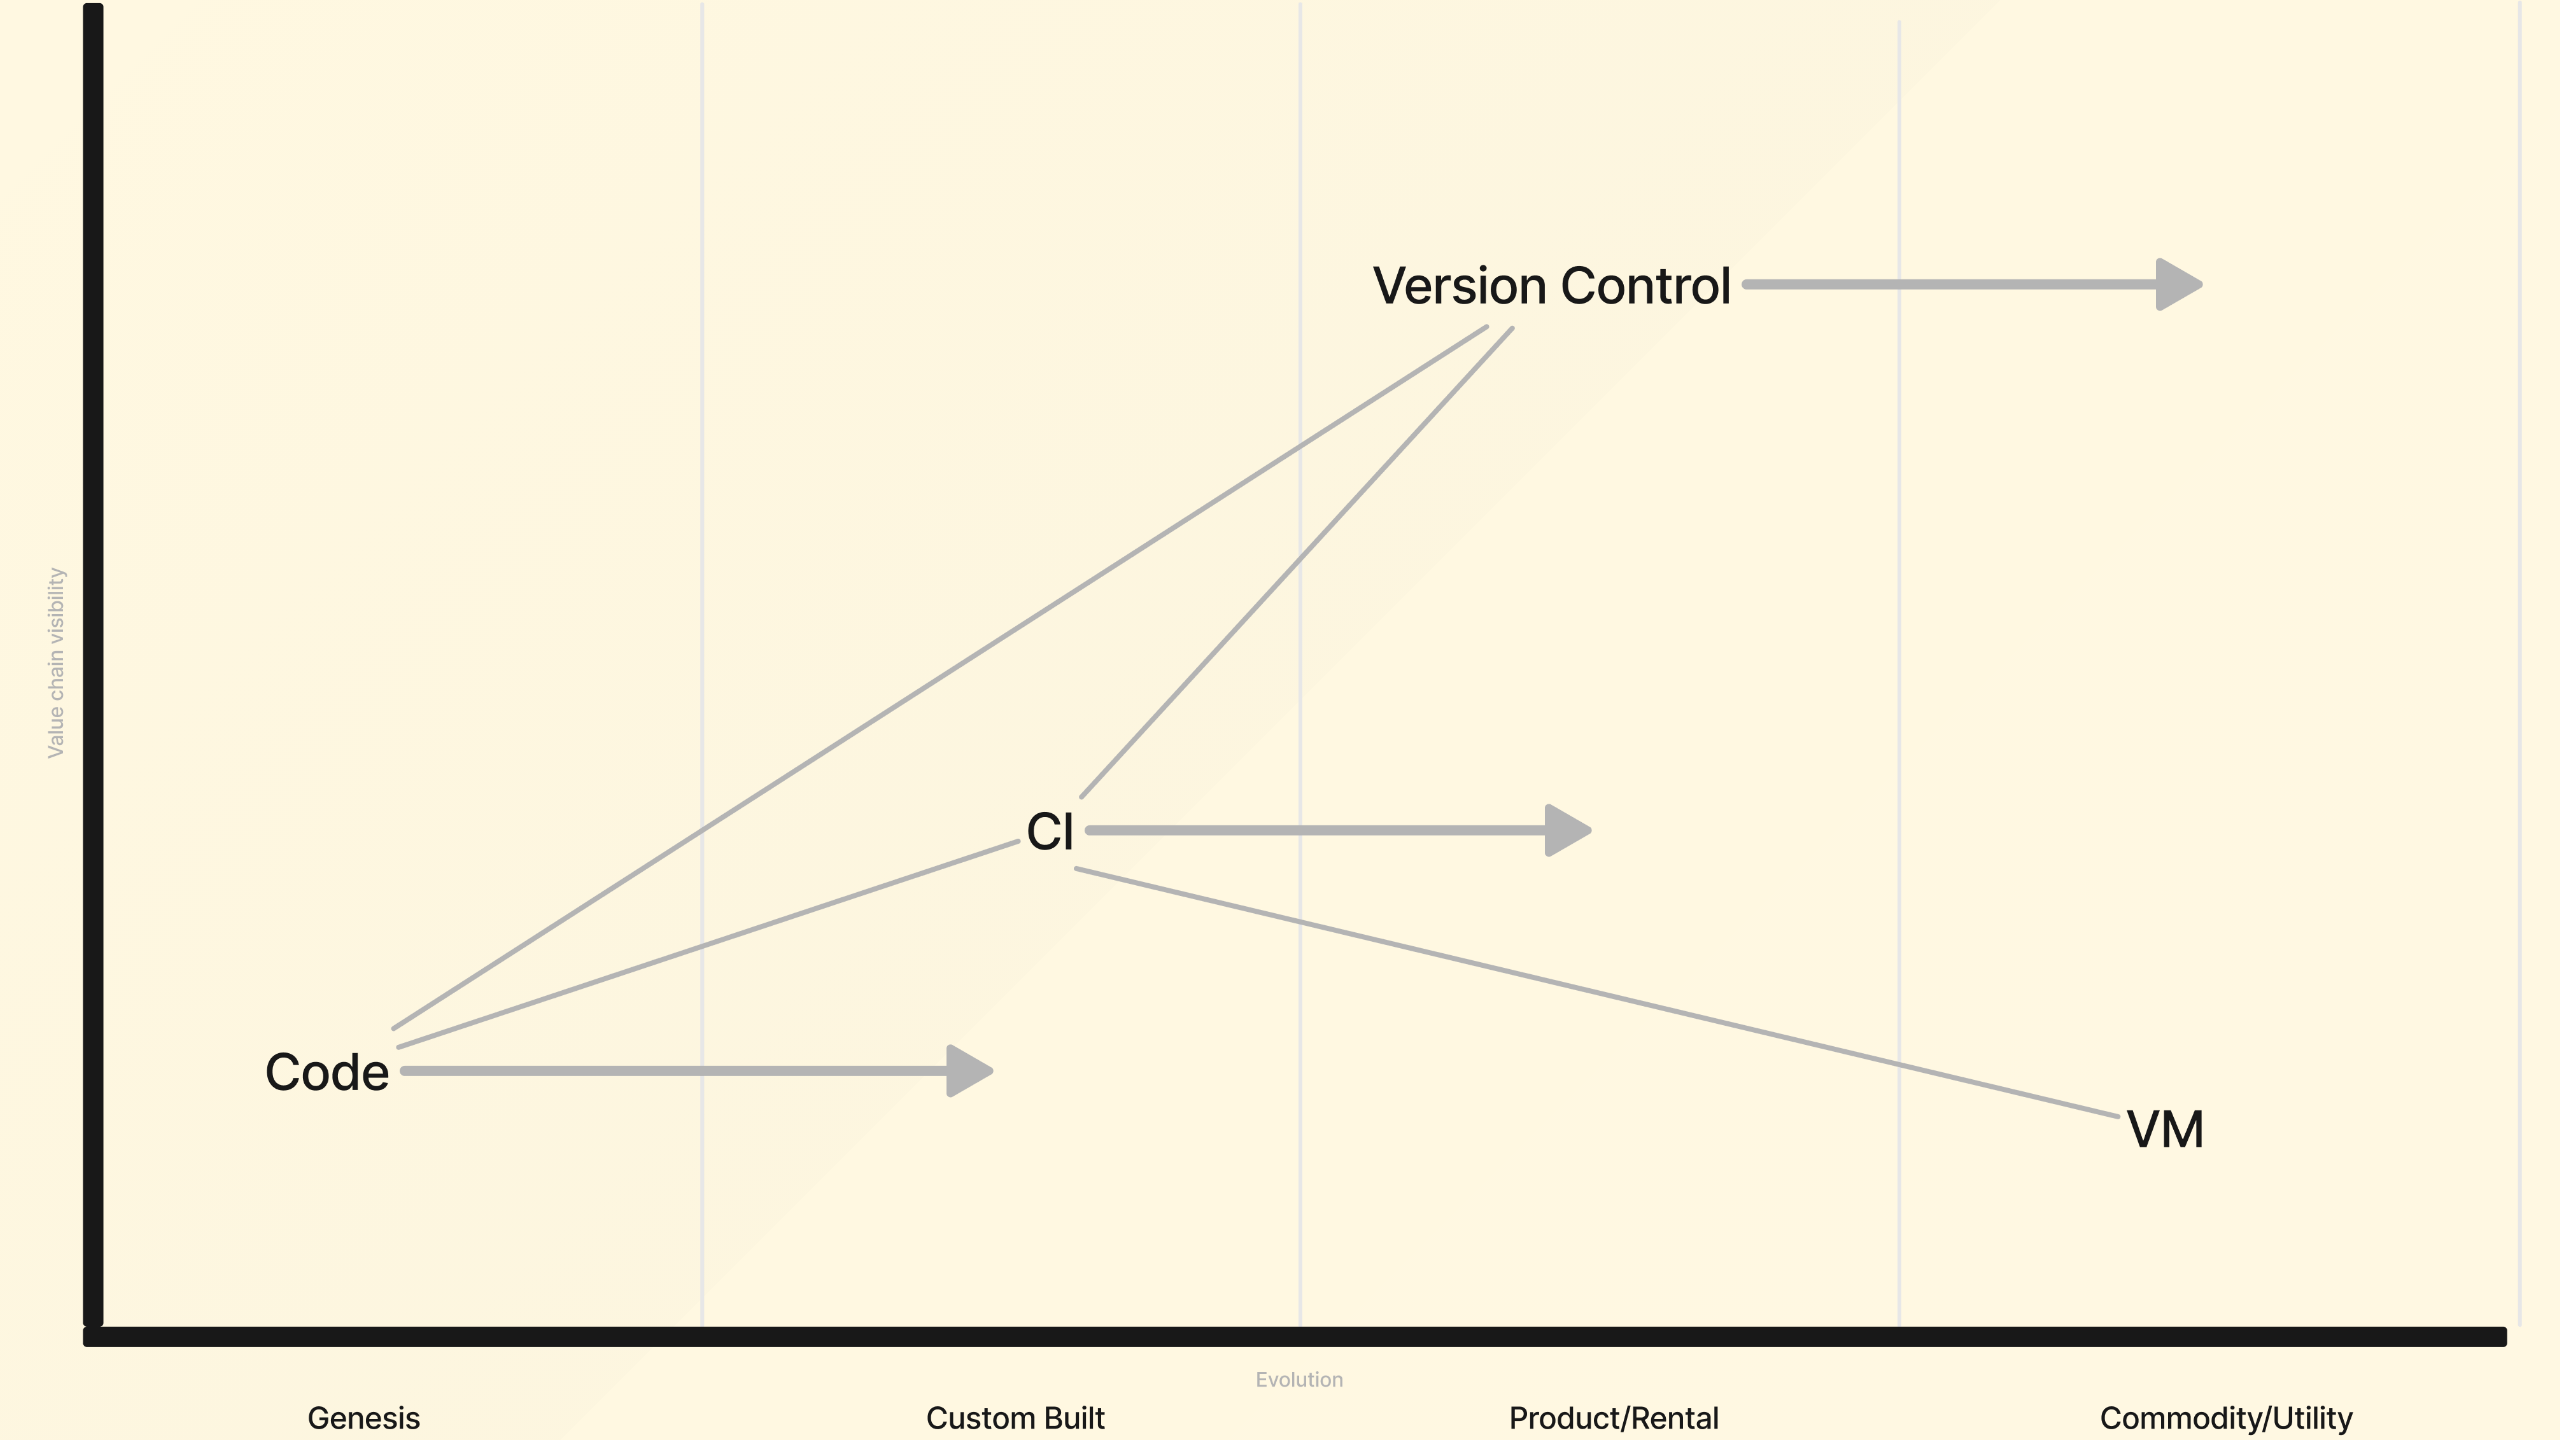 Version Control
Value chain visibility
CI
Code
VM
Evolution
Genesis
Custom Built
Product/Rental
Commodity/Utility